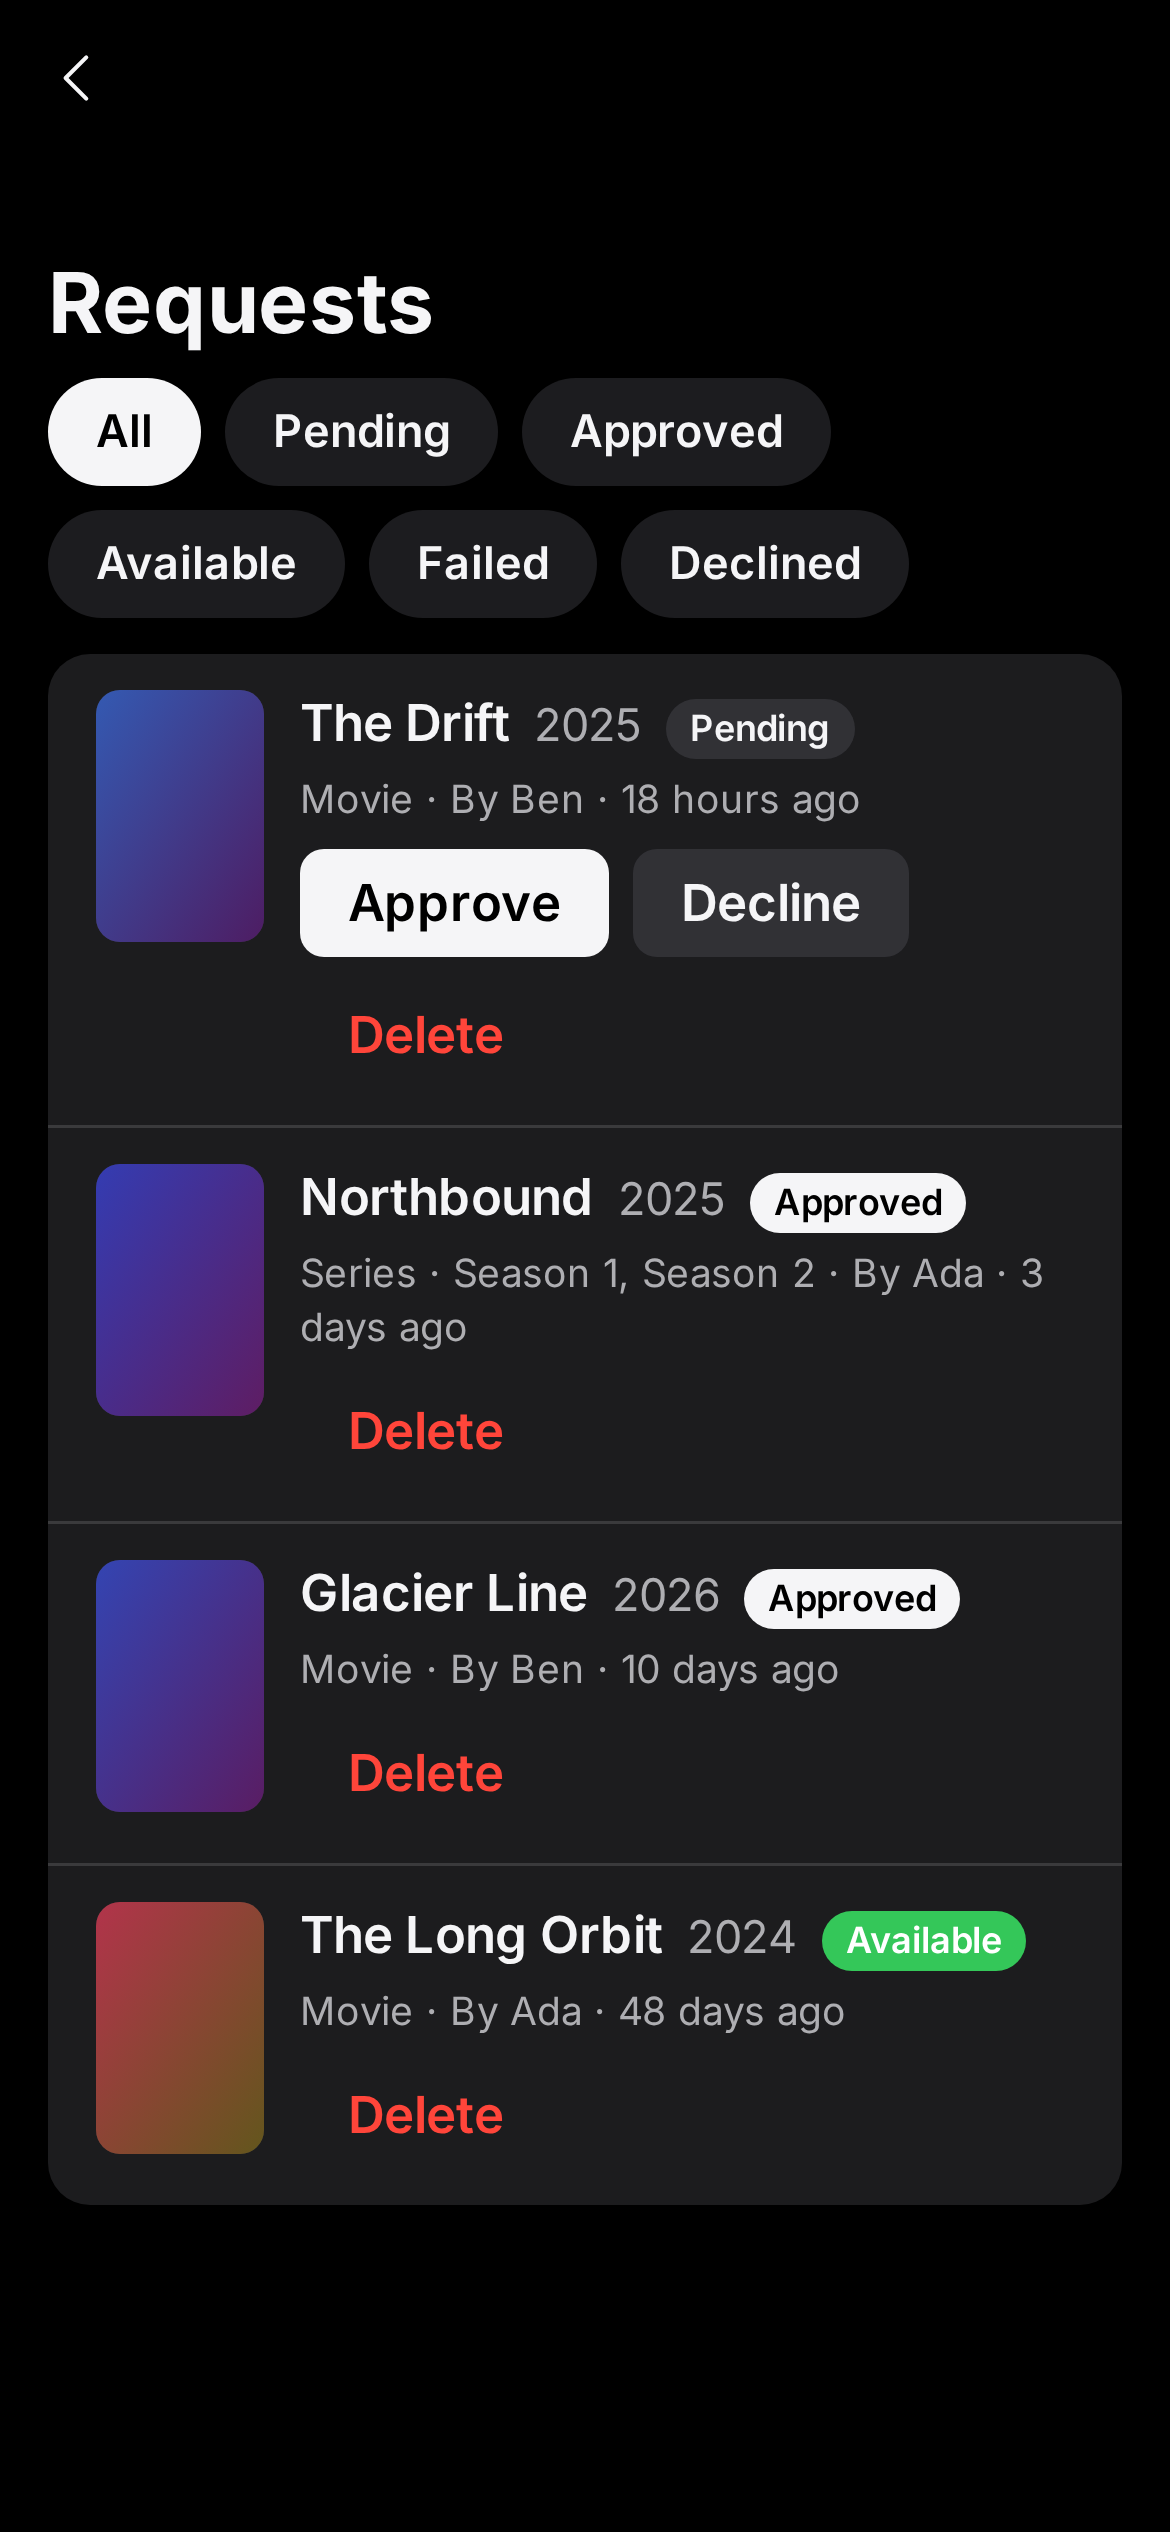 Requests
All Pending Approved
Available Failed Declined
The Drift 2025 Pending
Movie · By Ben · 18 hours ago
Approve Decline
Delete
Northbound 2025 Approved
Series · Season 1, Season 2 · By Ada · 3
days ago
Delete
Glacier Line 2026 Approved
Movie · By Ben · 10 days ago
Delete
The Long Orbit 2024 Available
Movie · By Ada · 48 days ago
Delete